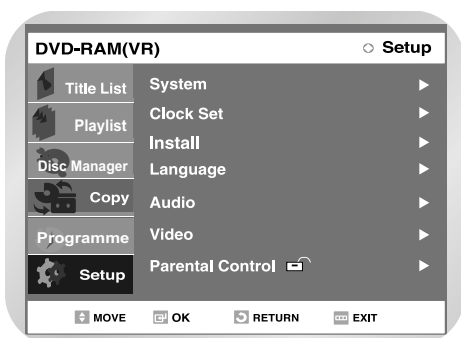 DVD-RAM(VR) Setup
Title List
Playlist
Disc Manager
Copy
Programme
Setup
System
Clock Set
Install
Language
Audio
Video
Parental Control
MOVE OK RETURN EXIT